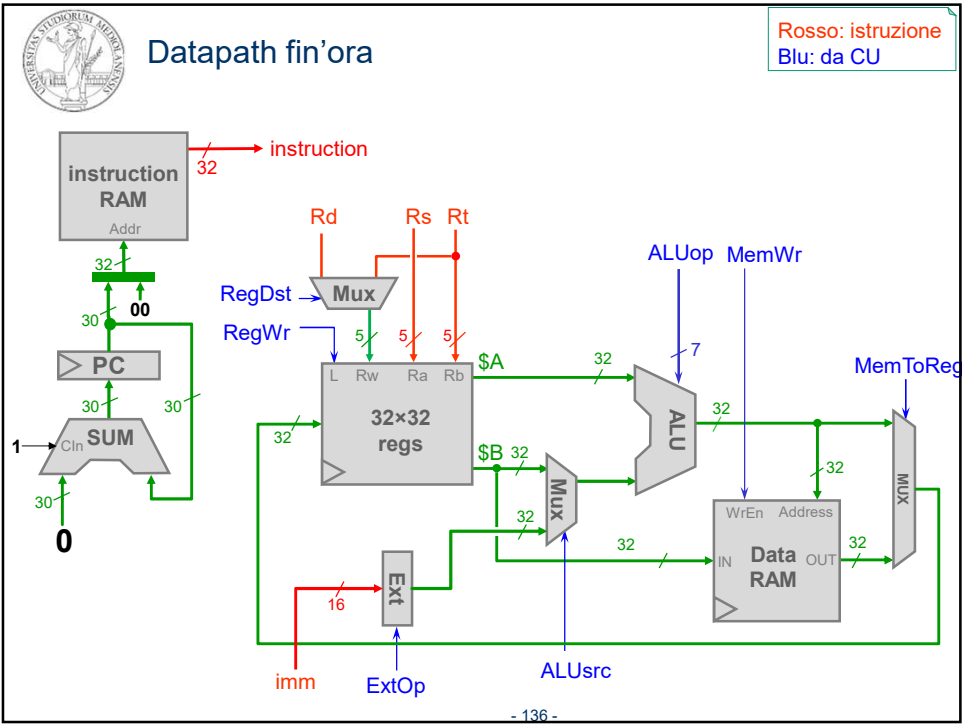 UNIVERSITAS STUDIORUM MEDIOLANENSIS
Datapath fin'ora
Rosso: istruzione
Blu: da CU
instruction
RAM
Addr
32
instruction
32
00
30
PC
30
30
1
CIn
SUM
30
0
Rd
Rs
Rt
RegDst
Mux
RegWr
5
5
5
L
Rw
Ra
Rb
32×32
regs
32
$A
32
$B
32
Mux
32
Ext
16
imm
ExtOp
ALUsrc
ALUop
MemWr
7
ALU
32
32
MemToReg
MUX
WrEn
Address
IN
Data
RAM
OUT
32
32
- 136 -